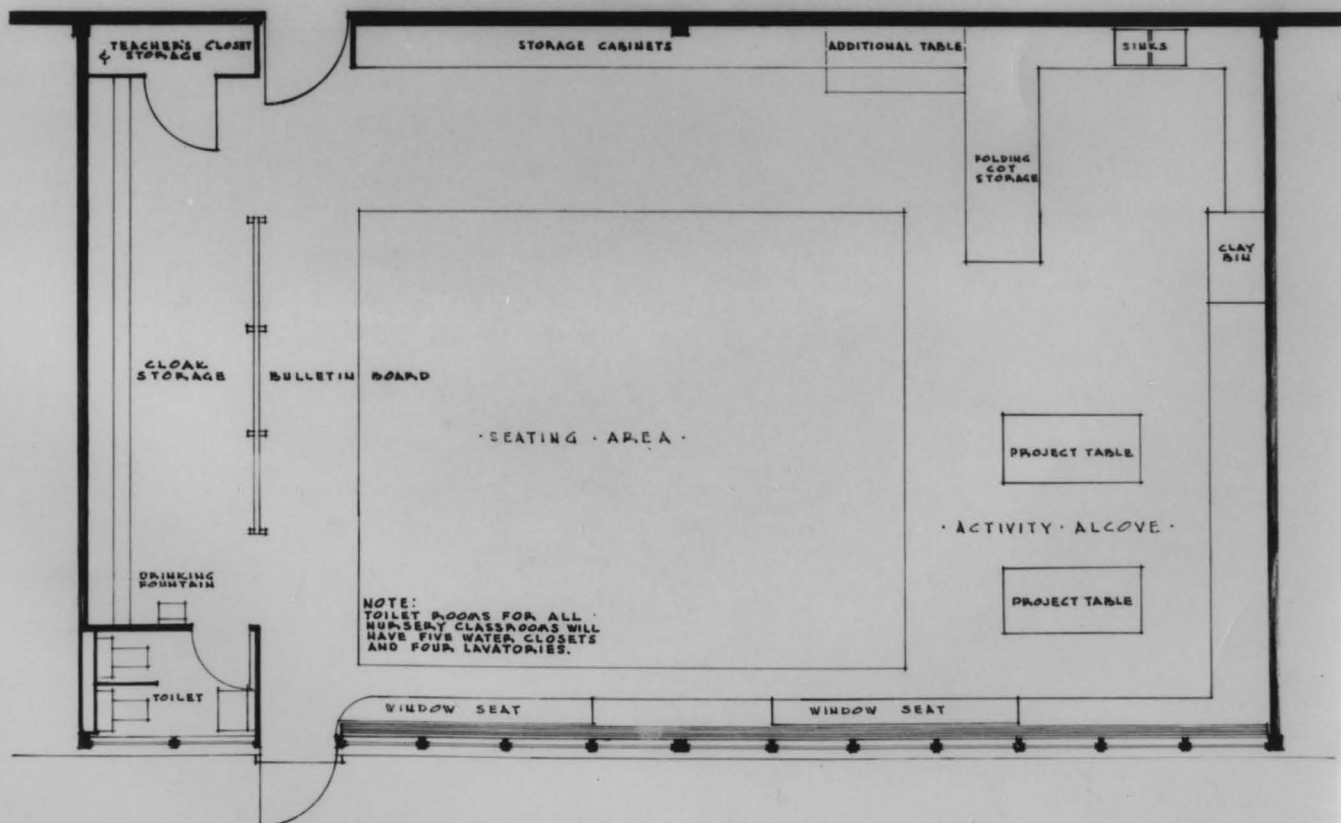 TEACHER'S CLOSET
& STORAGE
STORAGE CABINETS
ADDITIONAL TABLE
SINKS
FOLDING
COT
STORAGE
CLAY
BIN
CLOAK
STORAGE
BULLETIN BOARD
· SEATING · AREA ·
PROJECT TABLE
· ACTIVITY · ALCOVE ·
PROJECT TABLE
DRINKING
FOUNTAIN
NOTE:
TOILET ROOMS FOR ALL
NURSERY CLASSROOMS WILL
HAVE FIVE WATER CLOSETS
AND FOUR LAVATORIES.
TOILET
WINDOW SEAT
WINDOW SEAT